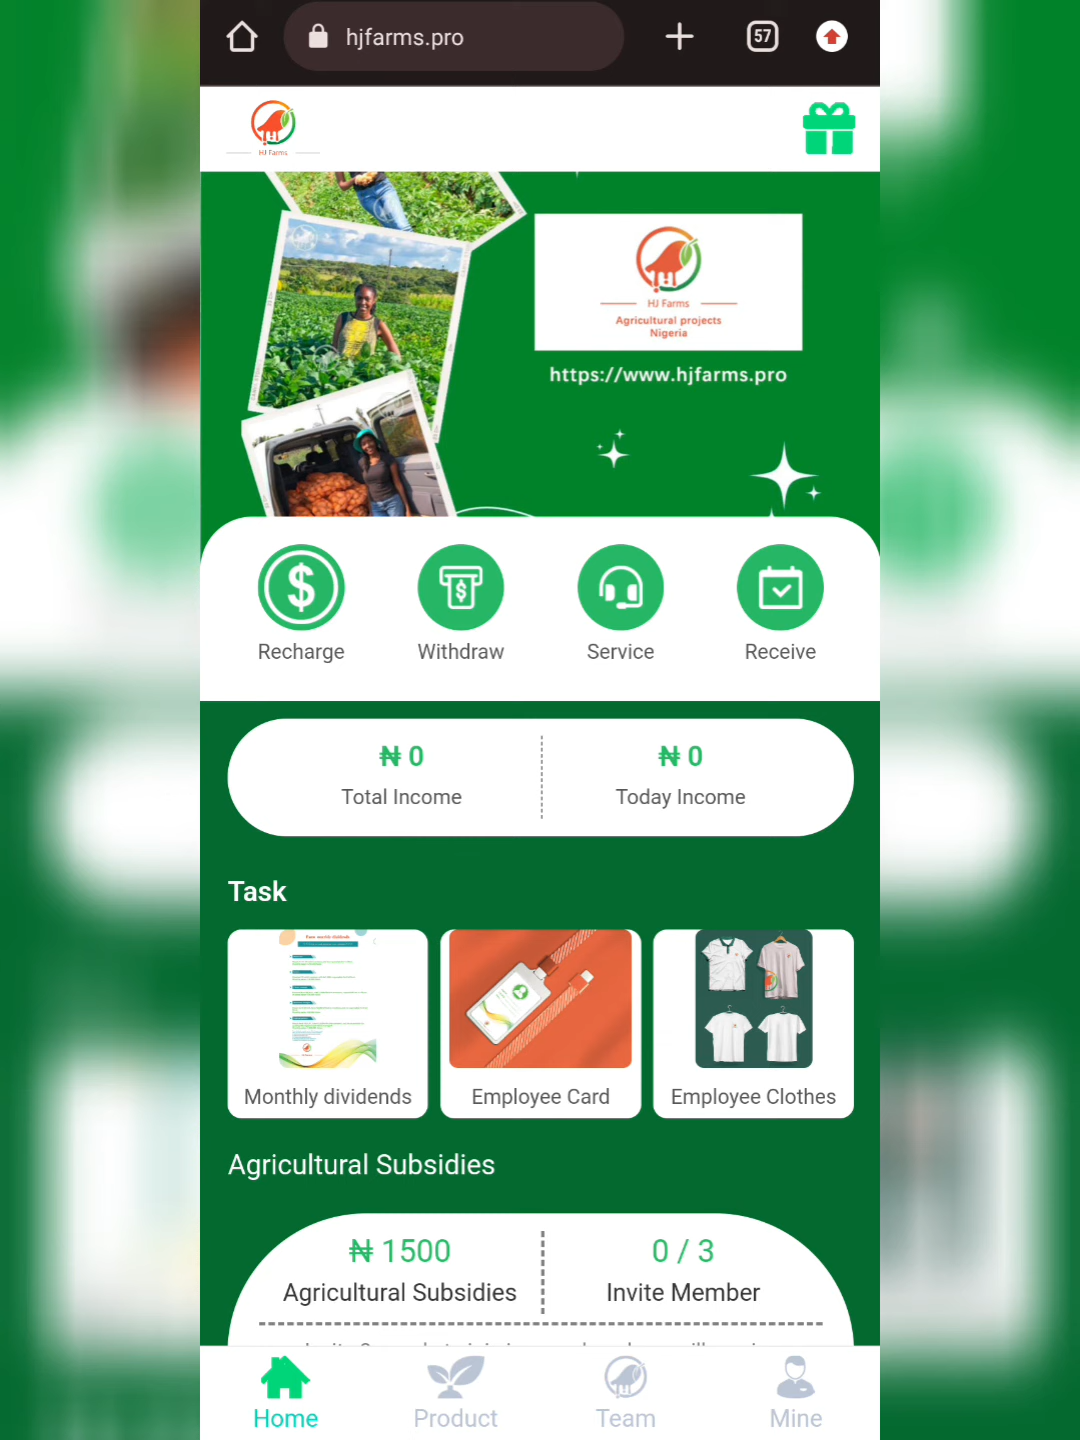 hjfarms.pro
57
HJ Farms
HJ Farms
Agricultural projects
Nigeria
https://www.hjfarms.pro
Recharge
Withdraw
Service
Receive
₦ 0
Total Income
₦ 0
Today Income
Task
Monthly dividends
Employee Card
Employee Clothes
Agricultural Subsidies
₦ 1500
Agricultural Subsidies
0 / 3
Invite Member
Home
Product
Team
Mine